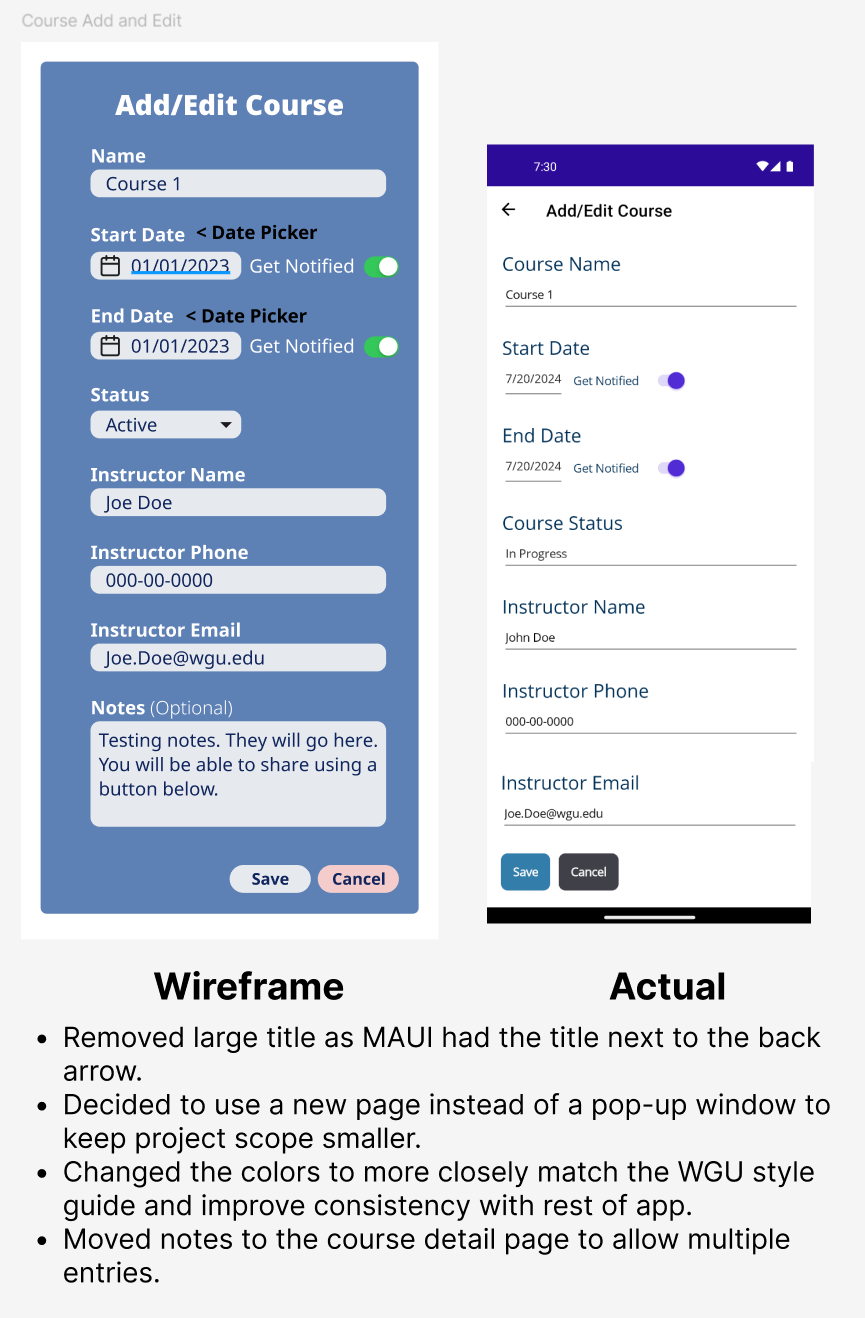 Course Add and Edit
Add/Edit Course
Name
Course 1
Start Date < Date Picker
01/01/2023 Get Notified
End Date < Date Picker
01/01/2023 Get Notified
Status
Active
Instructor Name
Joe Doe
Instructor Phone
000-00-0000
Instructor Email
Joe.Doe@wgu.edu
Notes (Optional)
Testing notes. They will go here.
You will be able to share using a
button below.
Save Cancel
7:30
Add/Edit Course
Course Name
Course 1
Start Date
7/20/2024 Get Notified
End Date
7/20/2024 Get Notified
Course Status
In Progress
Instructor Name
John Doe
Instructor Phone
000-00-0000
Instructor Email
Joe.Doe@wgu.edu
Save Cancel
Wireframe
Actual
• Removed large title as MAUI had the title next to the back
arrow.
• Decided to use a new page instead of a pop-up window to
keep project scope smaller.
• Changed the colors to more closely match the WGU style
guide and improve consistency with rest of app.
• Moved notes to the course detail page to allow multiple
entries.